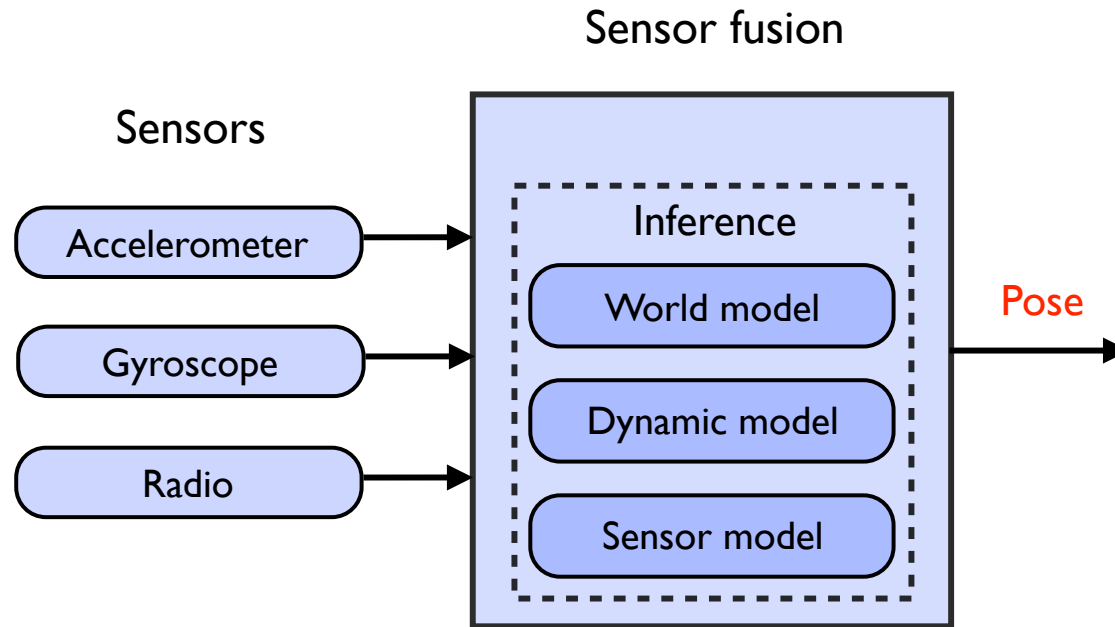 Sensor fusion
Sensors
Accelerometer
Gyroscope
Radio
Inference
World model
Dynamic model
Sensor model
Pose